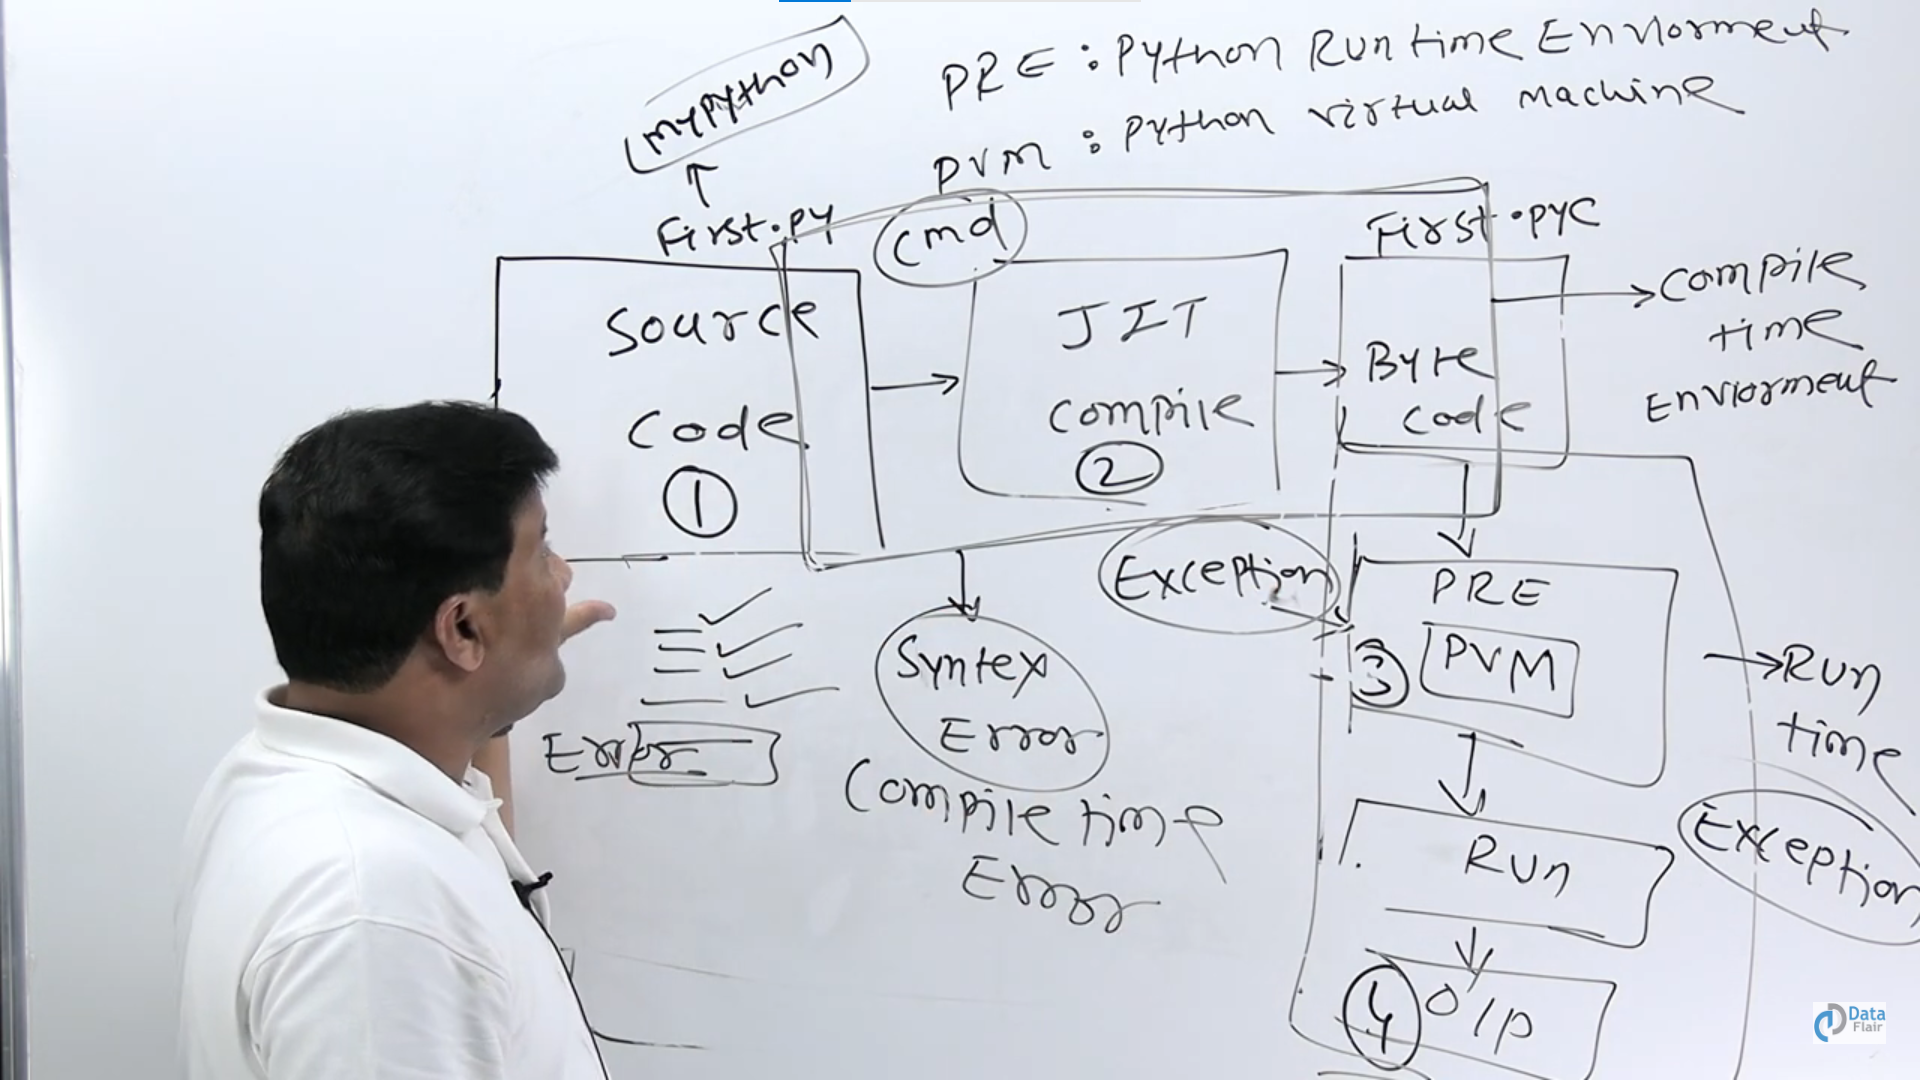 mypython
PRE : Python Runtime Enviorment
PVM : Python virtual machine
First.py
cmd
First.pyc
Source
Code
1
JIT
compile
2
Byte
code
compile
time
Enviorment
Exception
PRE
PVM
3
Run
time
Exception
Syntex
Error
Compile time
Error
Error
Run
4
O/P
Data
Flair